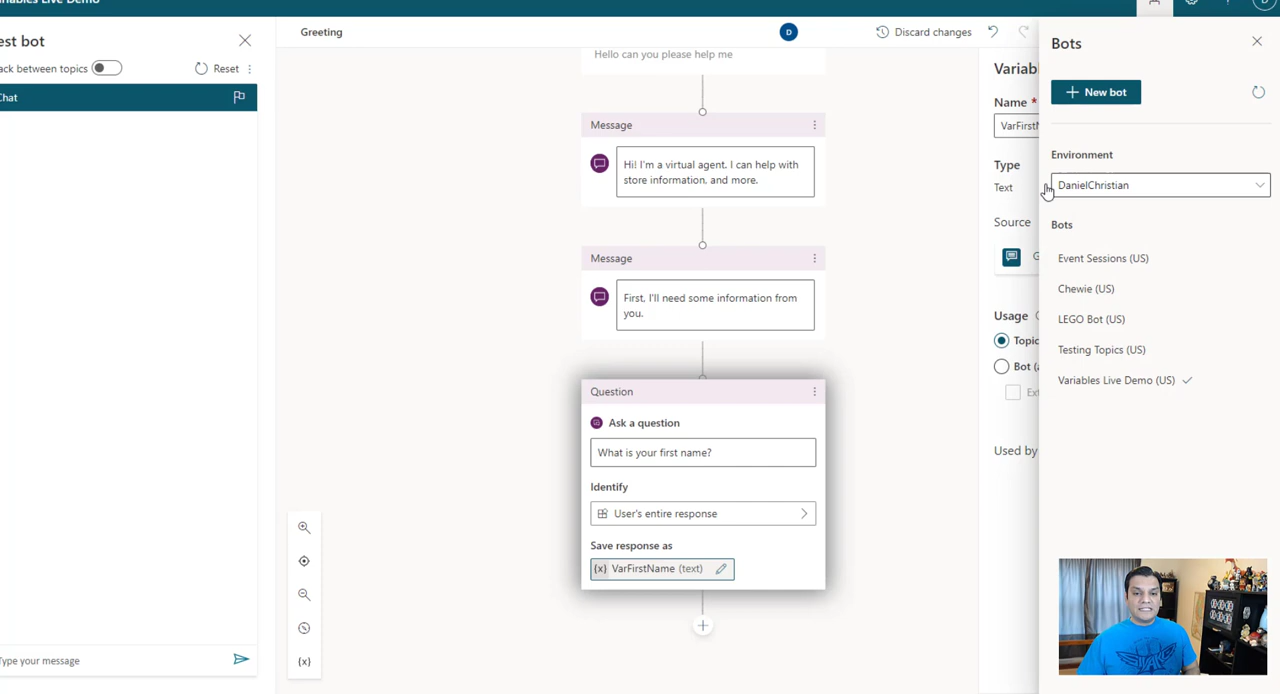 ariables Live Demo
est bot
ack between topics
Reset
Chat
Type your message
Greeting
D
Discard changes
Hello can you please help me
Message
Hi! I'm a virtual agent. I can help with
store information, and more.
Message
First, I'll need some information from
you.
Question
Ask a question
What is your first name?
Identify
User's entire response
Save response as
(x) VarFirstName (text)
(x)
Variab
Name *
VarFirstN
Type
Text
Source
G
Usage
Topic
Bot (a
Ex
Used by
Bots
New bot
Environment
DanielChristian
Bots
Event Sessions (US)
Chewie (US)
LEGO Bot (US)
Testing Topics (US)
Variables Live Demo (US)